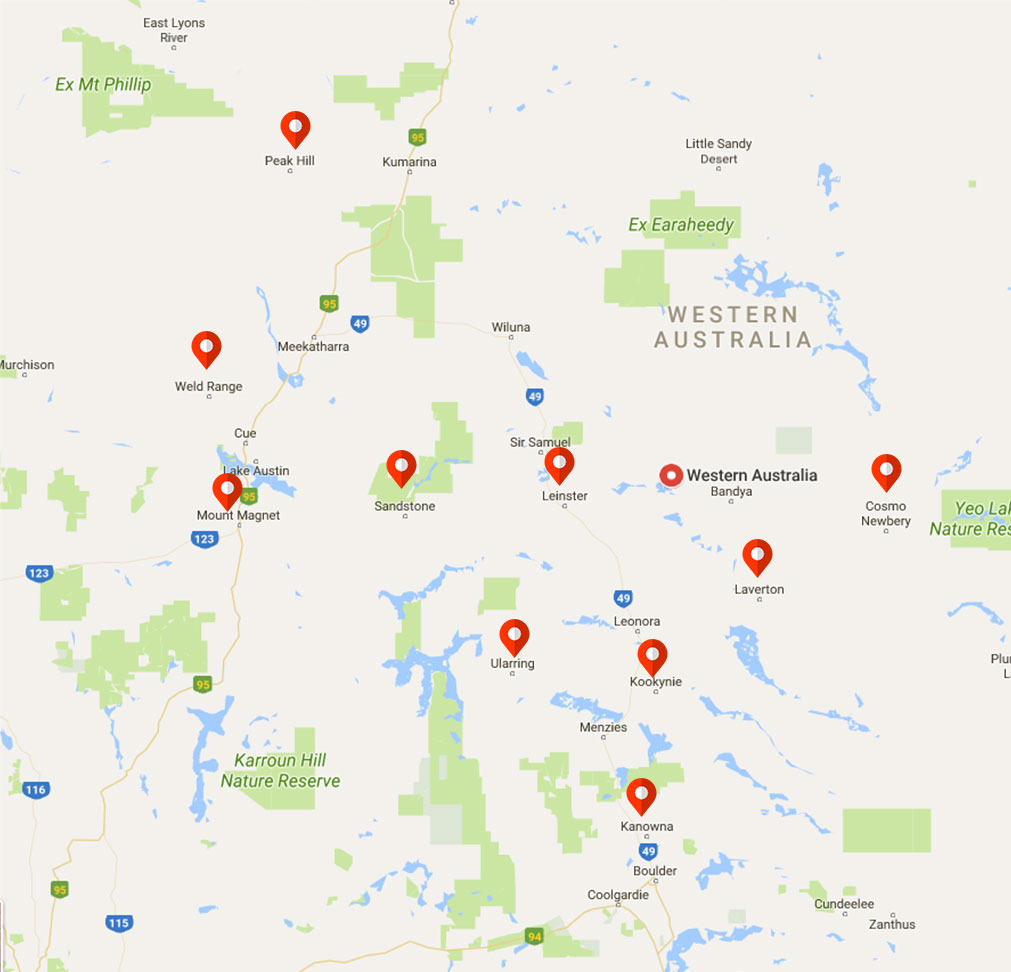 East Lyons
River
Ex Mt Phillip
95
Peak Hill
Kumarina
Little Sandy
Desert
Ex Earaheedy
95
49
WESTERN
AUSTRALIA
Wiluna
Meekatharra
Murchison
Weld Range
49
Cue
Sir Samuel
Lake Austin
Western Australia
Bandya
95
Leinster
Sandstone
Cosmo
Newbery
Yeo Lak
Nature Res
Mount Magnet
123
123
Laverton
49
Leonora
Ularring
Kookynie
Plu
L
95
Menzies
Karroun Hill
Nature Reserve
116
Kanowna
49
Boulder
95
Coolgardie
Cundeelee
Zanthus
115
94